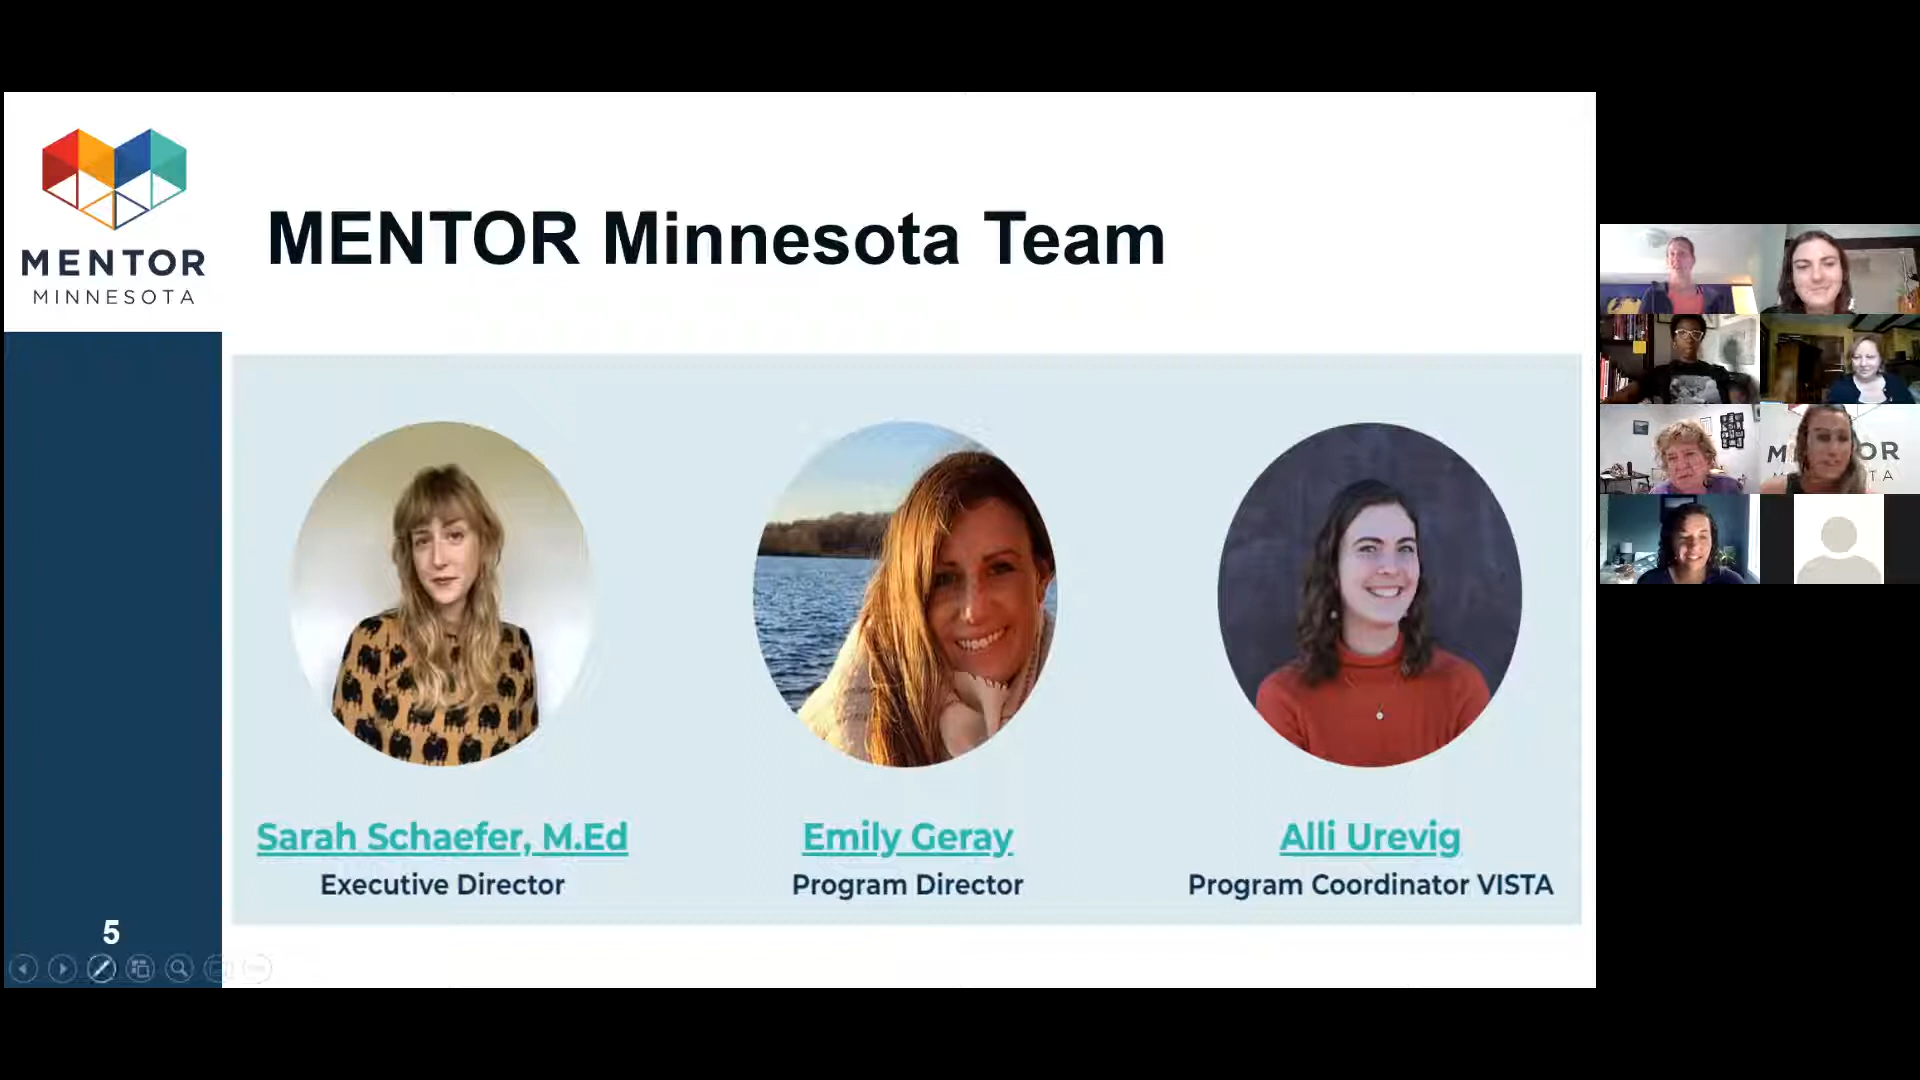 MENTOR
MINNESOTA
MENTOR Minnesota Team
Sarah Schaefer, M.Ed
Executive Director
Emily Geray
Program Director
Alli Urevig
Program Coordinator VISTA
5